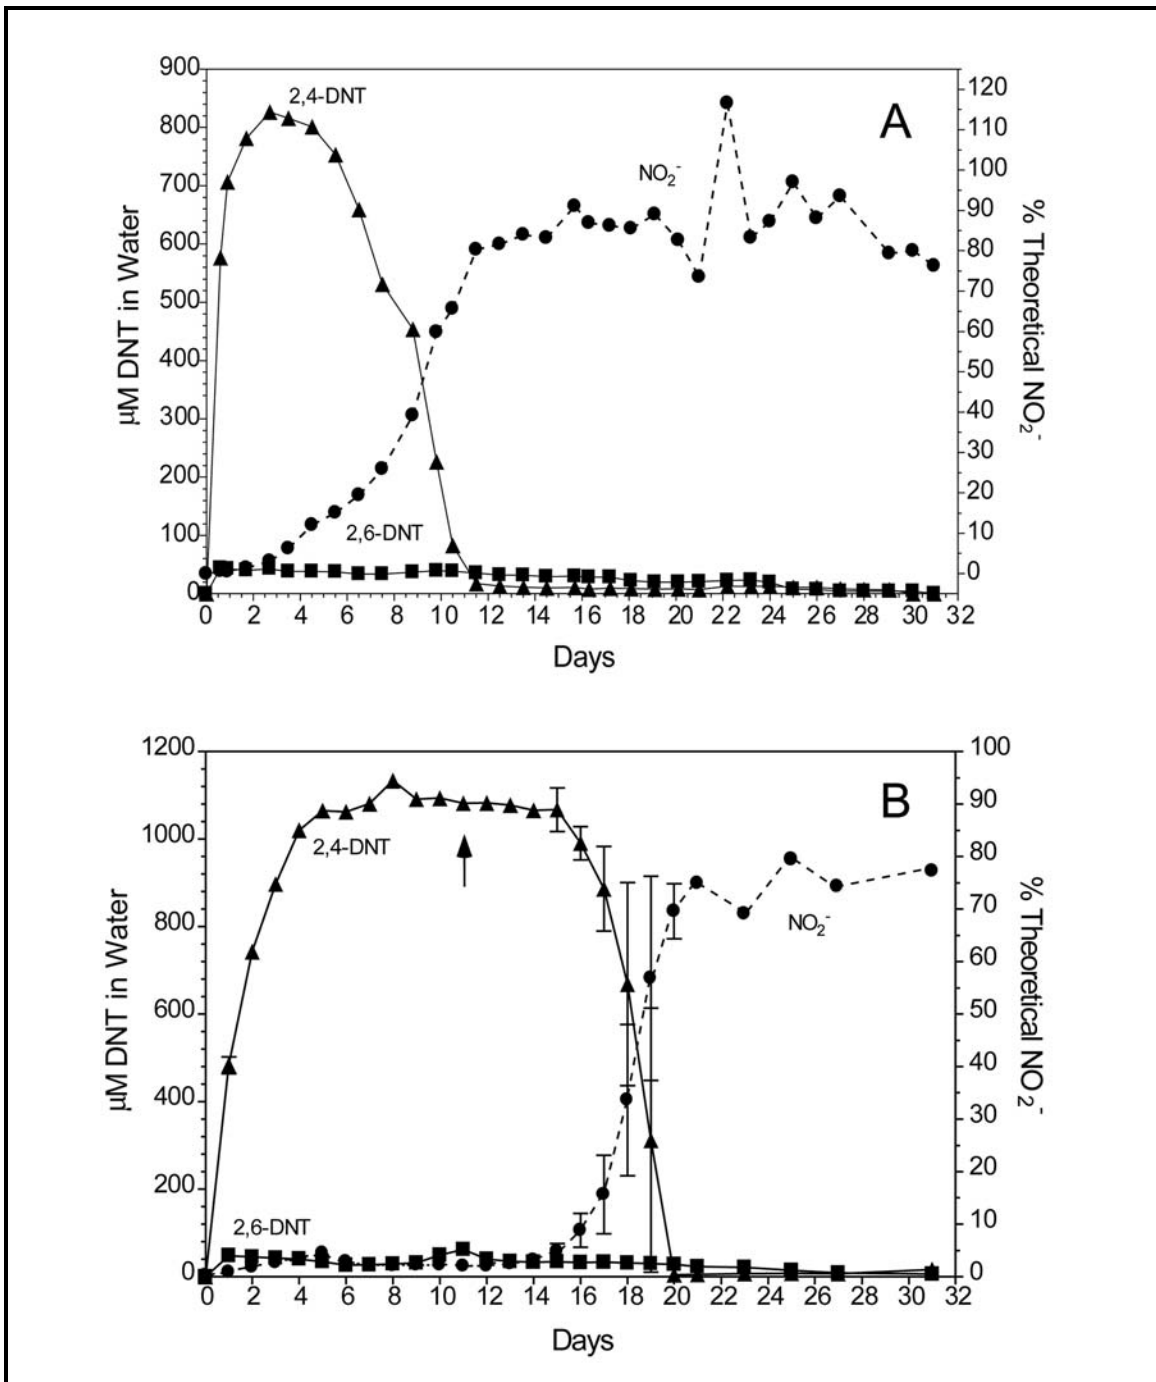 A
2,4-DNT
NO₂⁻
2,6-DNT
µM DNT in Water
900
800
700
600
500
400
300
200
100
0
% Theoretical NO₂⁻
120
110
100
90
80
70
60
50
40
30
20
10
0
0 2 4 6 8 10 12 14 16 18 20 22 24 26 28 30 32
Days
B
2,4-DNT
NO₂⁻
2,6-DNT
µM DNT in Water
1200
1000
800
600
400
200
0
% Theoretical NO₂⁻
100
90
80
70
60
50
40
30
20
10
0
0 2 4 6 8 10 12 14 16 18 20 22 24 26 28 30 32
Days